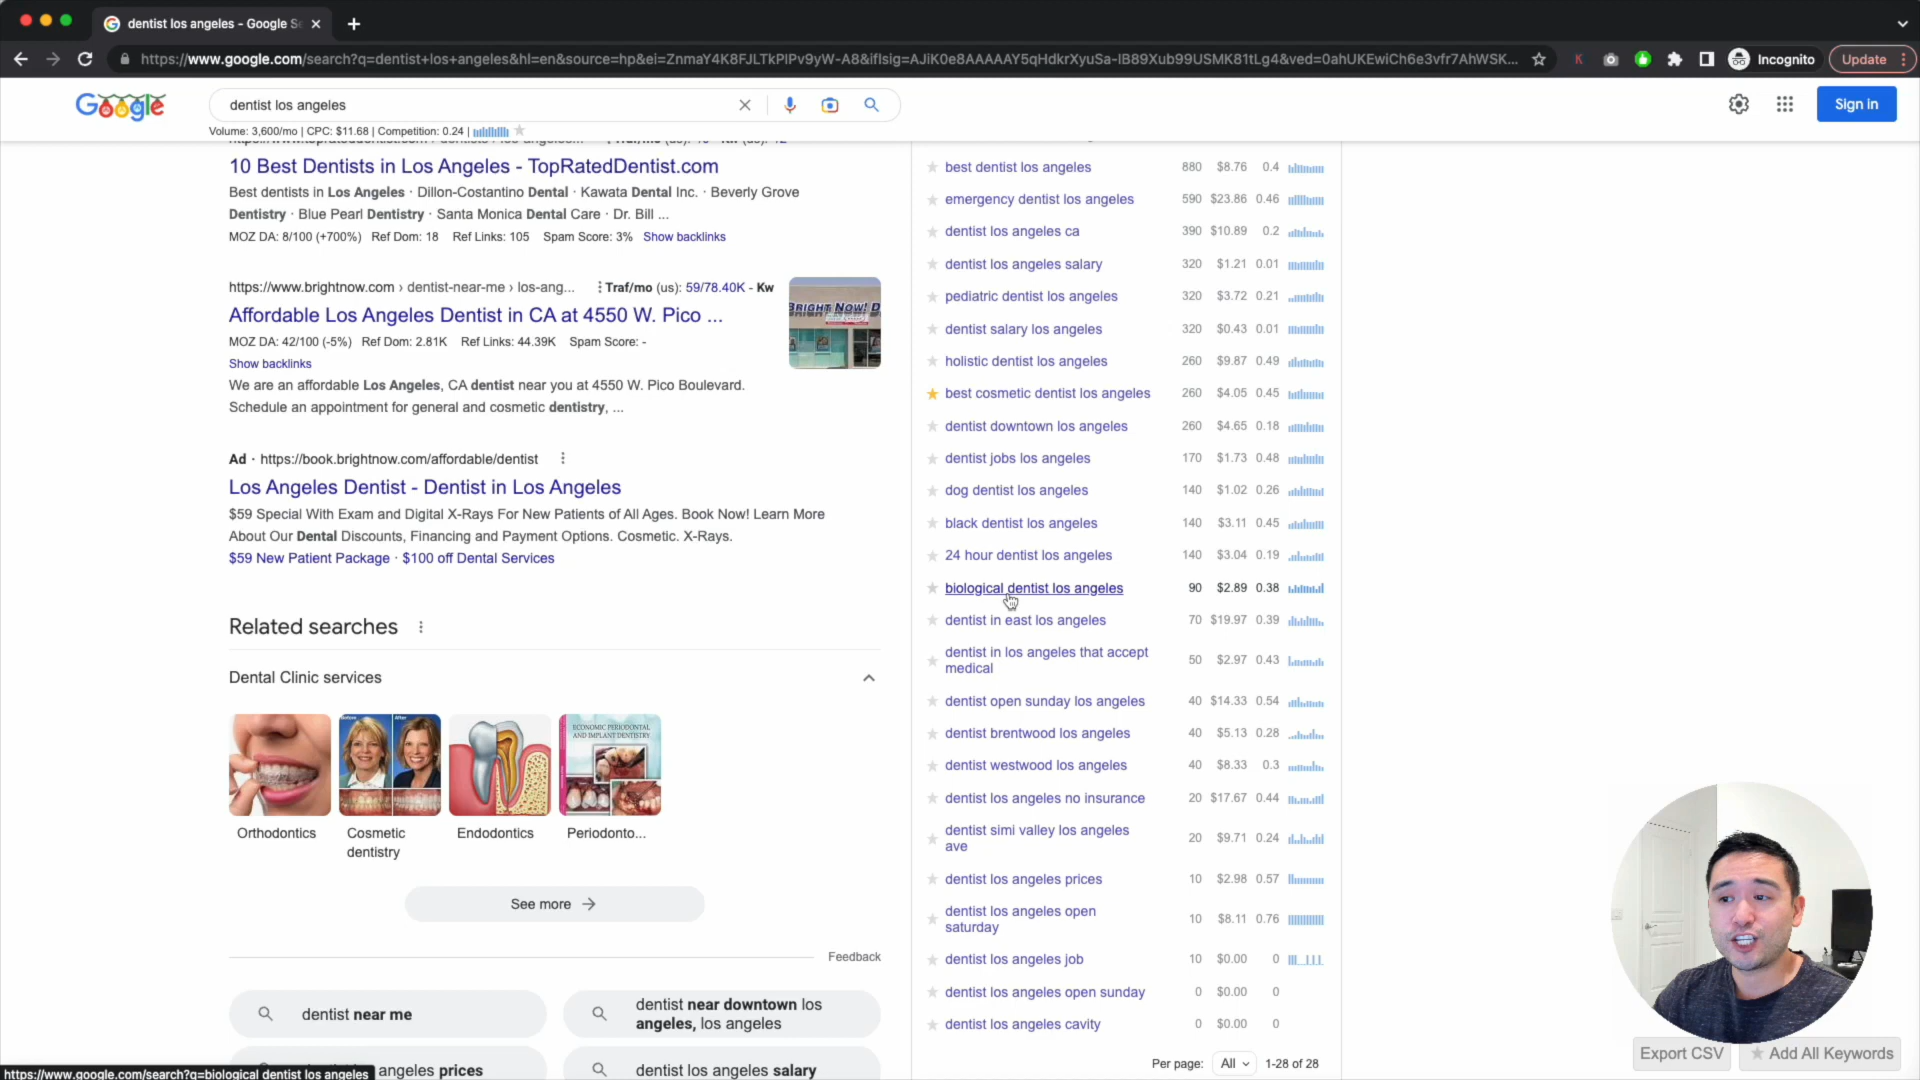 dentist los angeles - Google Se
https://www.google.com/search?q=dentist+los+angeles&hl=en&source=hp&ei=ZnmaY4K8FJLTkPIPv9yW-A8&iflsig=AJiK0e8AAAAAY5qHdkrXyuSa-IB89Xub99USMK81tLg4&ved=0ahUKEwiCh6e3vfr7AhWSK...
Incognito
Update
Google
dentist los angeles
Sign in
Volume: 3,600/mo | CPC: $11.68 | Competition: 0.24 |
10 Best Dentists in Los Angeles - TopRatedDentist.com
Best dentists in Los Angeles · Dillon-Costantino Dental · Kawata Dental Inc. · Beverly Grove
Dentistry · Blue Pearl Dentistry · Santa Monica Dental Care · Dr. Bill ...
MOZ DA: 8/100 (+700%) Ref Dom: 18 Ref Links: 105 Spam Score: 3% Show backlinks
https://www.brightnow.com › dentist-near-me › los-ang... Traf/mo (us): 59/78.40K - Kw
Affordable Los Angeles Dentist in CA at 4550 W. Pico ...
MOZ DA: 42/100 (-5%) Ref Dom: 2.81K Ref Links: 44.39K Spam Score: -
Show backlinks
We are an affordable Los Angeles, CA dentist near you at 4550 W. Pico Boulevard.
Schedule an appointment for general and cosmetic dentistry, ...
BRIGHT NOW! D
Ad · https://book.brightnow.com/affordable/dentist
Los Angeles Dentist - Dentist in Los Angeles
$59 Special With Exam and Digital X-Rays For New Patients of All Ages. Book Now! Learn More
About Our Dental Discounts, Financing and Payment Options. Cosmetic. X-Rays.
$59 New Patient Package · $100 off Dental Services
Related searches
Dental Clinic services
Before After
ECONOMIC PERIODONTAL
AND IMPLANT DENTISTRY
Orthodontics
Cosmetic
dentistry
Endodontics
Periodonto...
See more →
Feedback
dentist near me
dentist near downtown los
angeles, los angeles
angeles prices
dentist los angeles salary
https://www.google.com/search?q=biological dentist los angeles
best dentist los angeles 880 $8.76 0.4
emergency dentist los angeles 590 $23.86 0.46
dentist los angeles ca 390 $10.89 0.2
dentist los angeles salary 320 $1.21 0.01
pediatric dentist los angeles 320 $3.72 0.21
dentist salary los angeles 320 $0.43 0.01
holistic dentist los angeles 260 $9.87 0.49
best cosmetic dentist los angeles 260 $4.05 0.45
dentist downtown los angeles 260 $4.65 0.18
dentist jobs los angeles 170 $1.73 0.48
dog dentist los angeles 140 $1.02 0.26
black dentist los angeles 140 $3.11 0.45
24 hour dentist los angeles 140 $3.04 0.19
biological dentist los angeles 90 $2.89 0.38
dentist in east los angeles 70 $19.97 0.39
dentist in los angeles that accept
medical 50 $2.97 0.43
dentist open sunday los angeles 40 $14.33 0.54
dentist brentwood los angeles 40 $5.13 0.28
dentist westwood los angeles 40 $8.33 0.3
dentist los angeles no insurance 20 $17.67 0.44
dentist simi valley los angeles
ave 20 $9.71 0.24
dentist los angeles prices 10 $2.98 0.57
dentist los angeles open
saturday 10 $8.11 0.76
dentist los angeles job 10 $0.00 0
dentist los angeles open sunday 0 $0.00 0
dentist los angeles cavity 0 $0.00 0
Per page: All 1-28 of 28
Export CSV
Add All Keywords